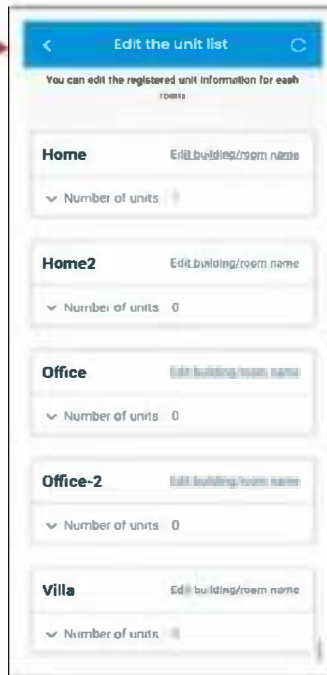 Edit the unit list
You can edit the registered unit information for each
rooms
Home Edit building/room name
Number of units
Home2 Edit building/room name
Number of units 0
Office Edit building/room name
Number of units 0
Office-2 Edit building/room name
Number of units 0
Villa Edit building/room name
Number of units